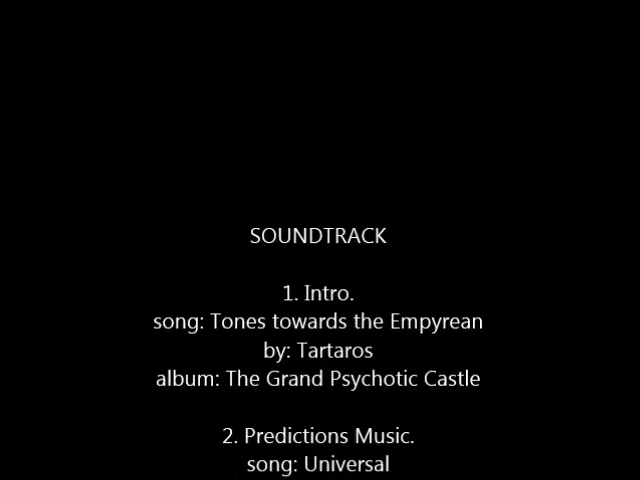 SOUNDTRACK
1. Intro.
song: Tones towards the Empyrean
by: Tartaros
album: The Grand Psychotic Castle
2. Predictions Music.
song: Universal